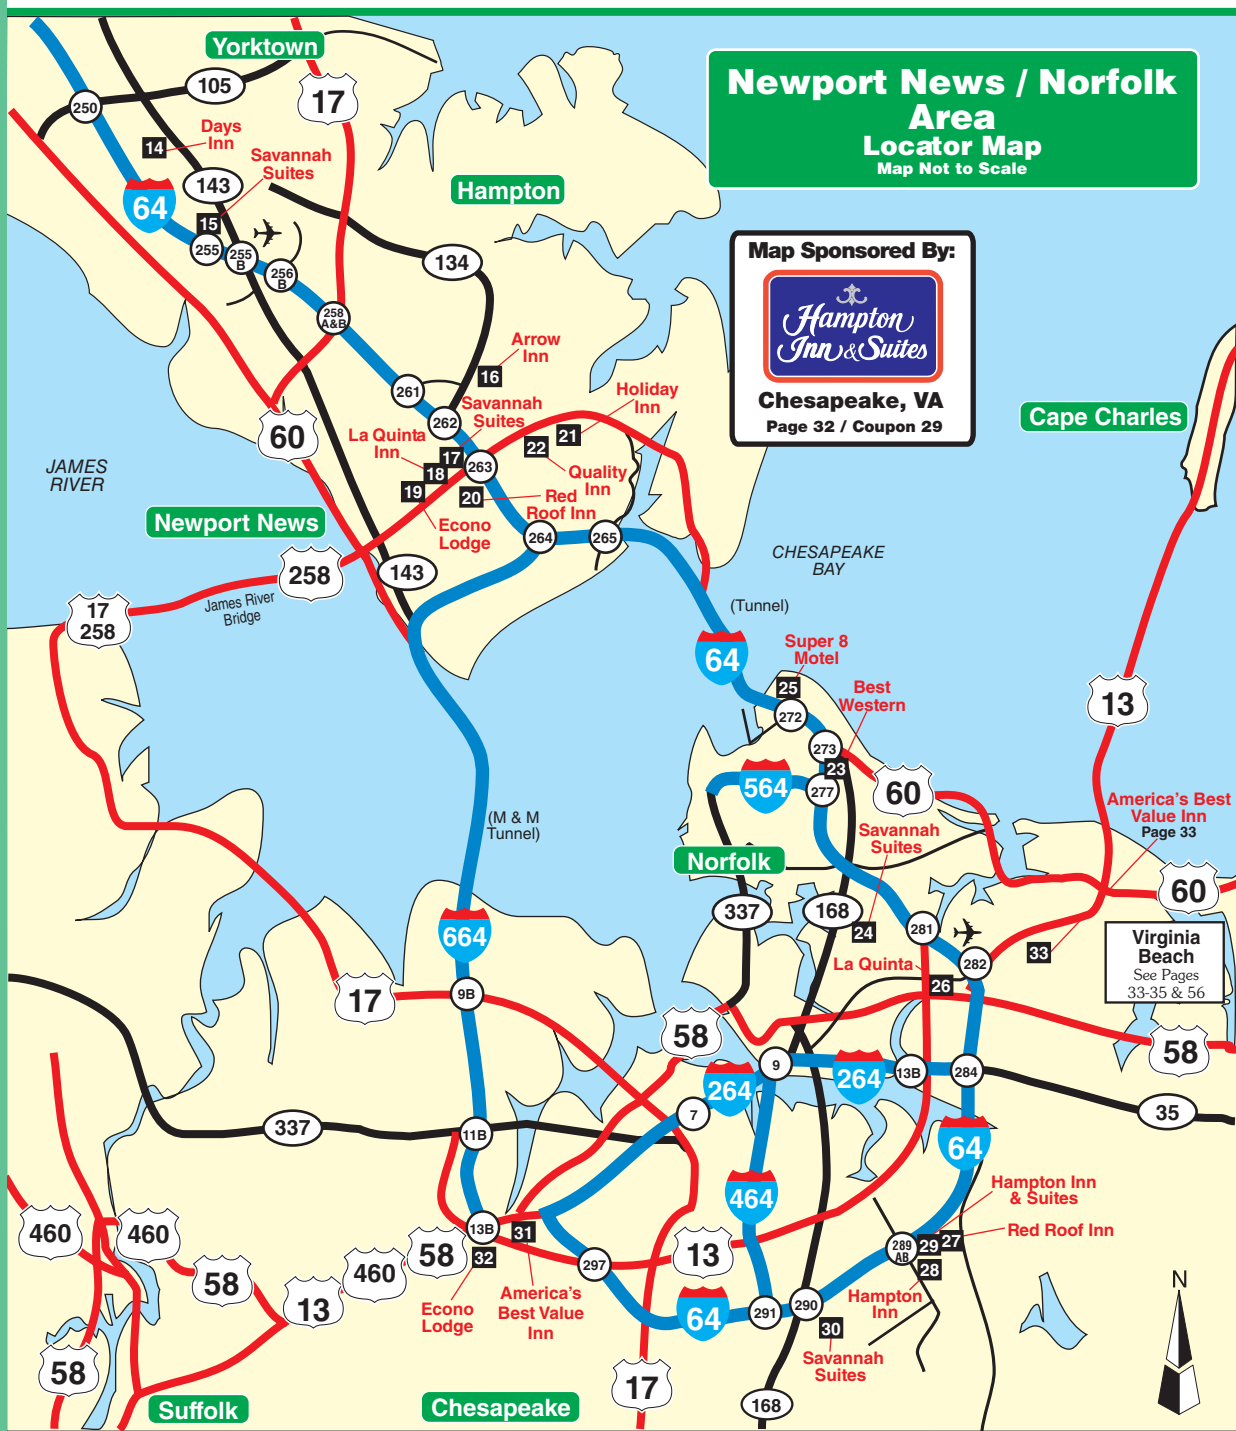 Yorktown
105
17
250
14
Days
Inn
Savannah
Suites
143
64
15
255
255
B
256
B
258
A&B
Hampton
134
Newport News / Norfolk
Area
Locator Map
Map Not to Scale
Map Sponsored By:
Hampton
Inn & Suites
Chesapeake, VA
Page 32 / Coupon 29
Cape Charles
Arrow
Inn
16
261
262
Savannah
Suites
Holiday
Inn
60
La Quinta
Inn
17
18
19
263
22
21
Quality
Inn
20
Red
Roof Inn
Econo
Lodge
JAMES
RIVER
Newport News
258
143
264
265
CHESAPEAKE
BAY
17
258
James River
Bridge
(Tunnel)
64
Super 8
Motel
25
272
Best
Western
273
23
277
564
60
13
America's Best
Value Inn
Page 33
(M & M
Tunnel)
Savannah
Suites
Norfolk
60
337
168
24
281
282
33
664
La Quinta
26
Virginia
Beach
See Pages
33-35 & 56
17
9B
58
58
9
264
264
13B
284
7
35
337
11B
64
464
Hampton Inn
& Suites
Red Roof Inn
460
460
58
13
460
58
13B
31
32
297
13
289
AB
29
27
28
Hampton
Inn
America's
Best Value
Inn
Econo
Lodge
64
291
290
30
Savannah
Suites
N
58
Suffolk
Chesapeake
17
168